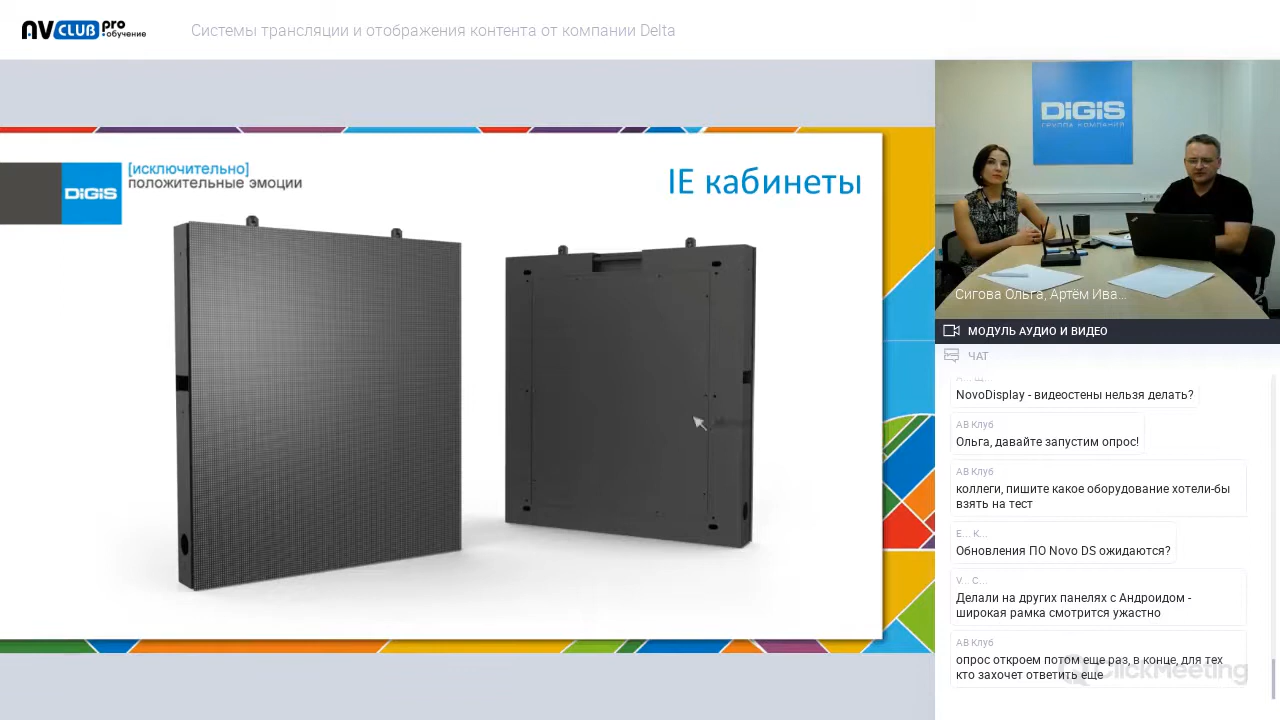 AVCLUB pro
•обучение
Системы трансляции и отображения контента от компании Delta
DIGIS
[исключительно]
положительные эмоции
IE кабинеты
DIGIS
ГРУППА КОМПАНИЙ
Сигова Ольга, Артём Ива...
МОДУЛЬ АУДИО И ВИДЕО
ЧАТ
NovoDisplay - видеостены нельзя делать?
АВ Клуб
Ольга, давайте запустим опрос!
АВ Клуб
коллеги, пишите какое оборудование хотели-бы
взять на тест
Е... К...
Обновления ПО Novo DS ожидаются?
V... С...
Делали на других панелях с Андроидом -
широкая рамка смотрится ужастно
АВ Клуб
опрос откроем потом еще раз, в конце, для тех
кто захочет ответить еще
ClickMeeting